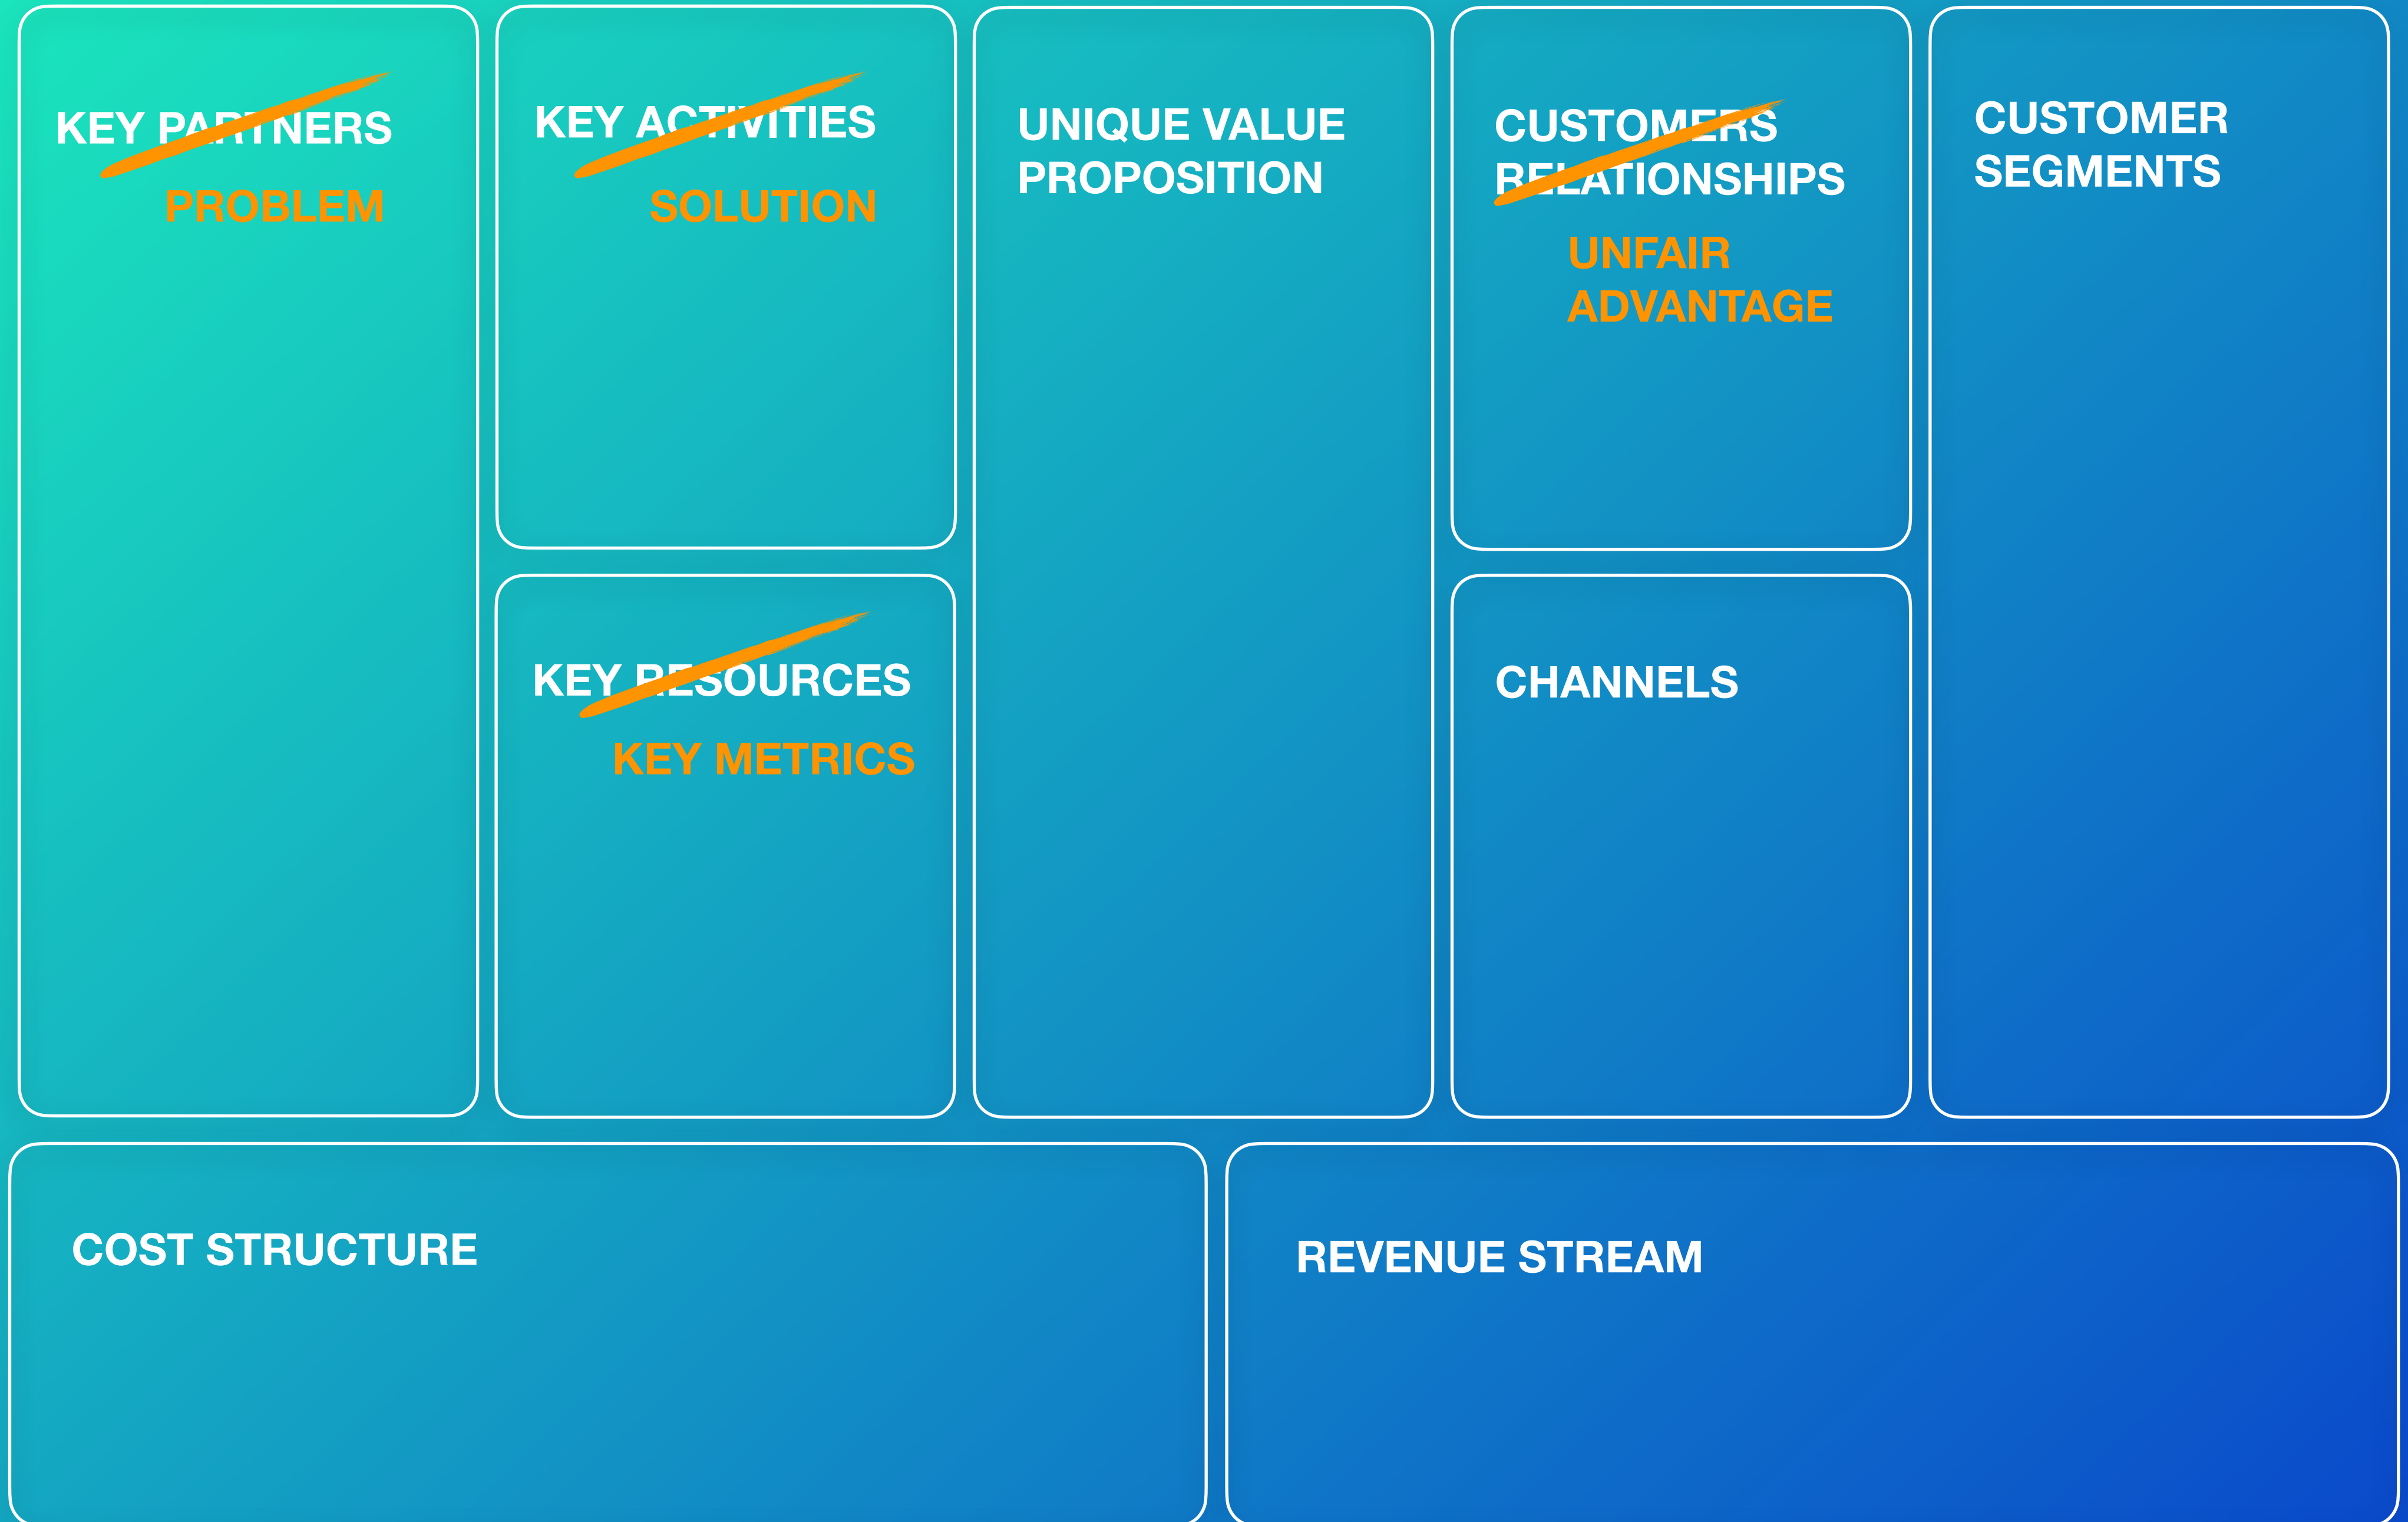 KEY PARTNERS
PROBLEM
KEY ACTIVITIES
SOLUTION
KEY RESOURCES
KEY METRICS
UNIQUE VALUE
PROPOSITION
CUSTOMERS
RELATIONSHIPS
UNFAIR
ADVANTAGE
CHANNELS
CUSTOMER
SEGMENTS
COST STRUCTURE
REVENUE STREAM